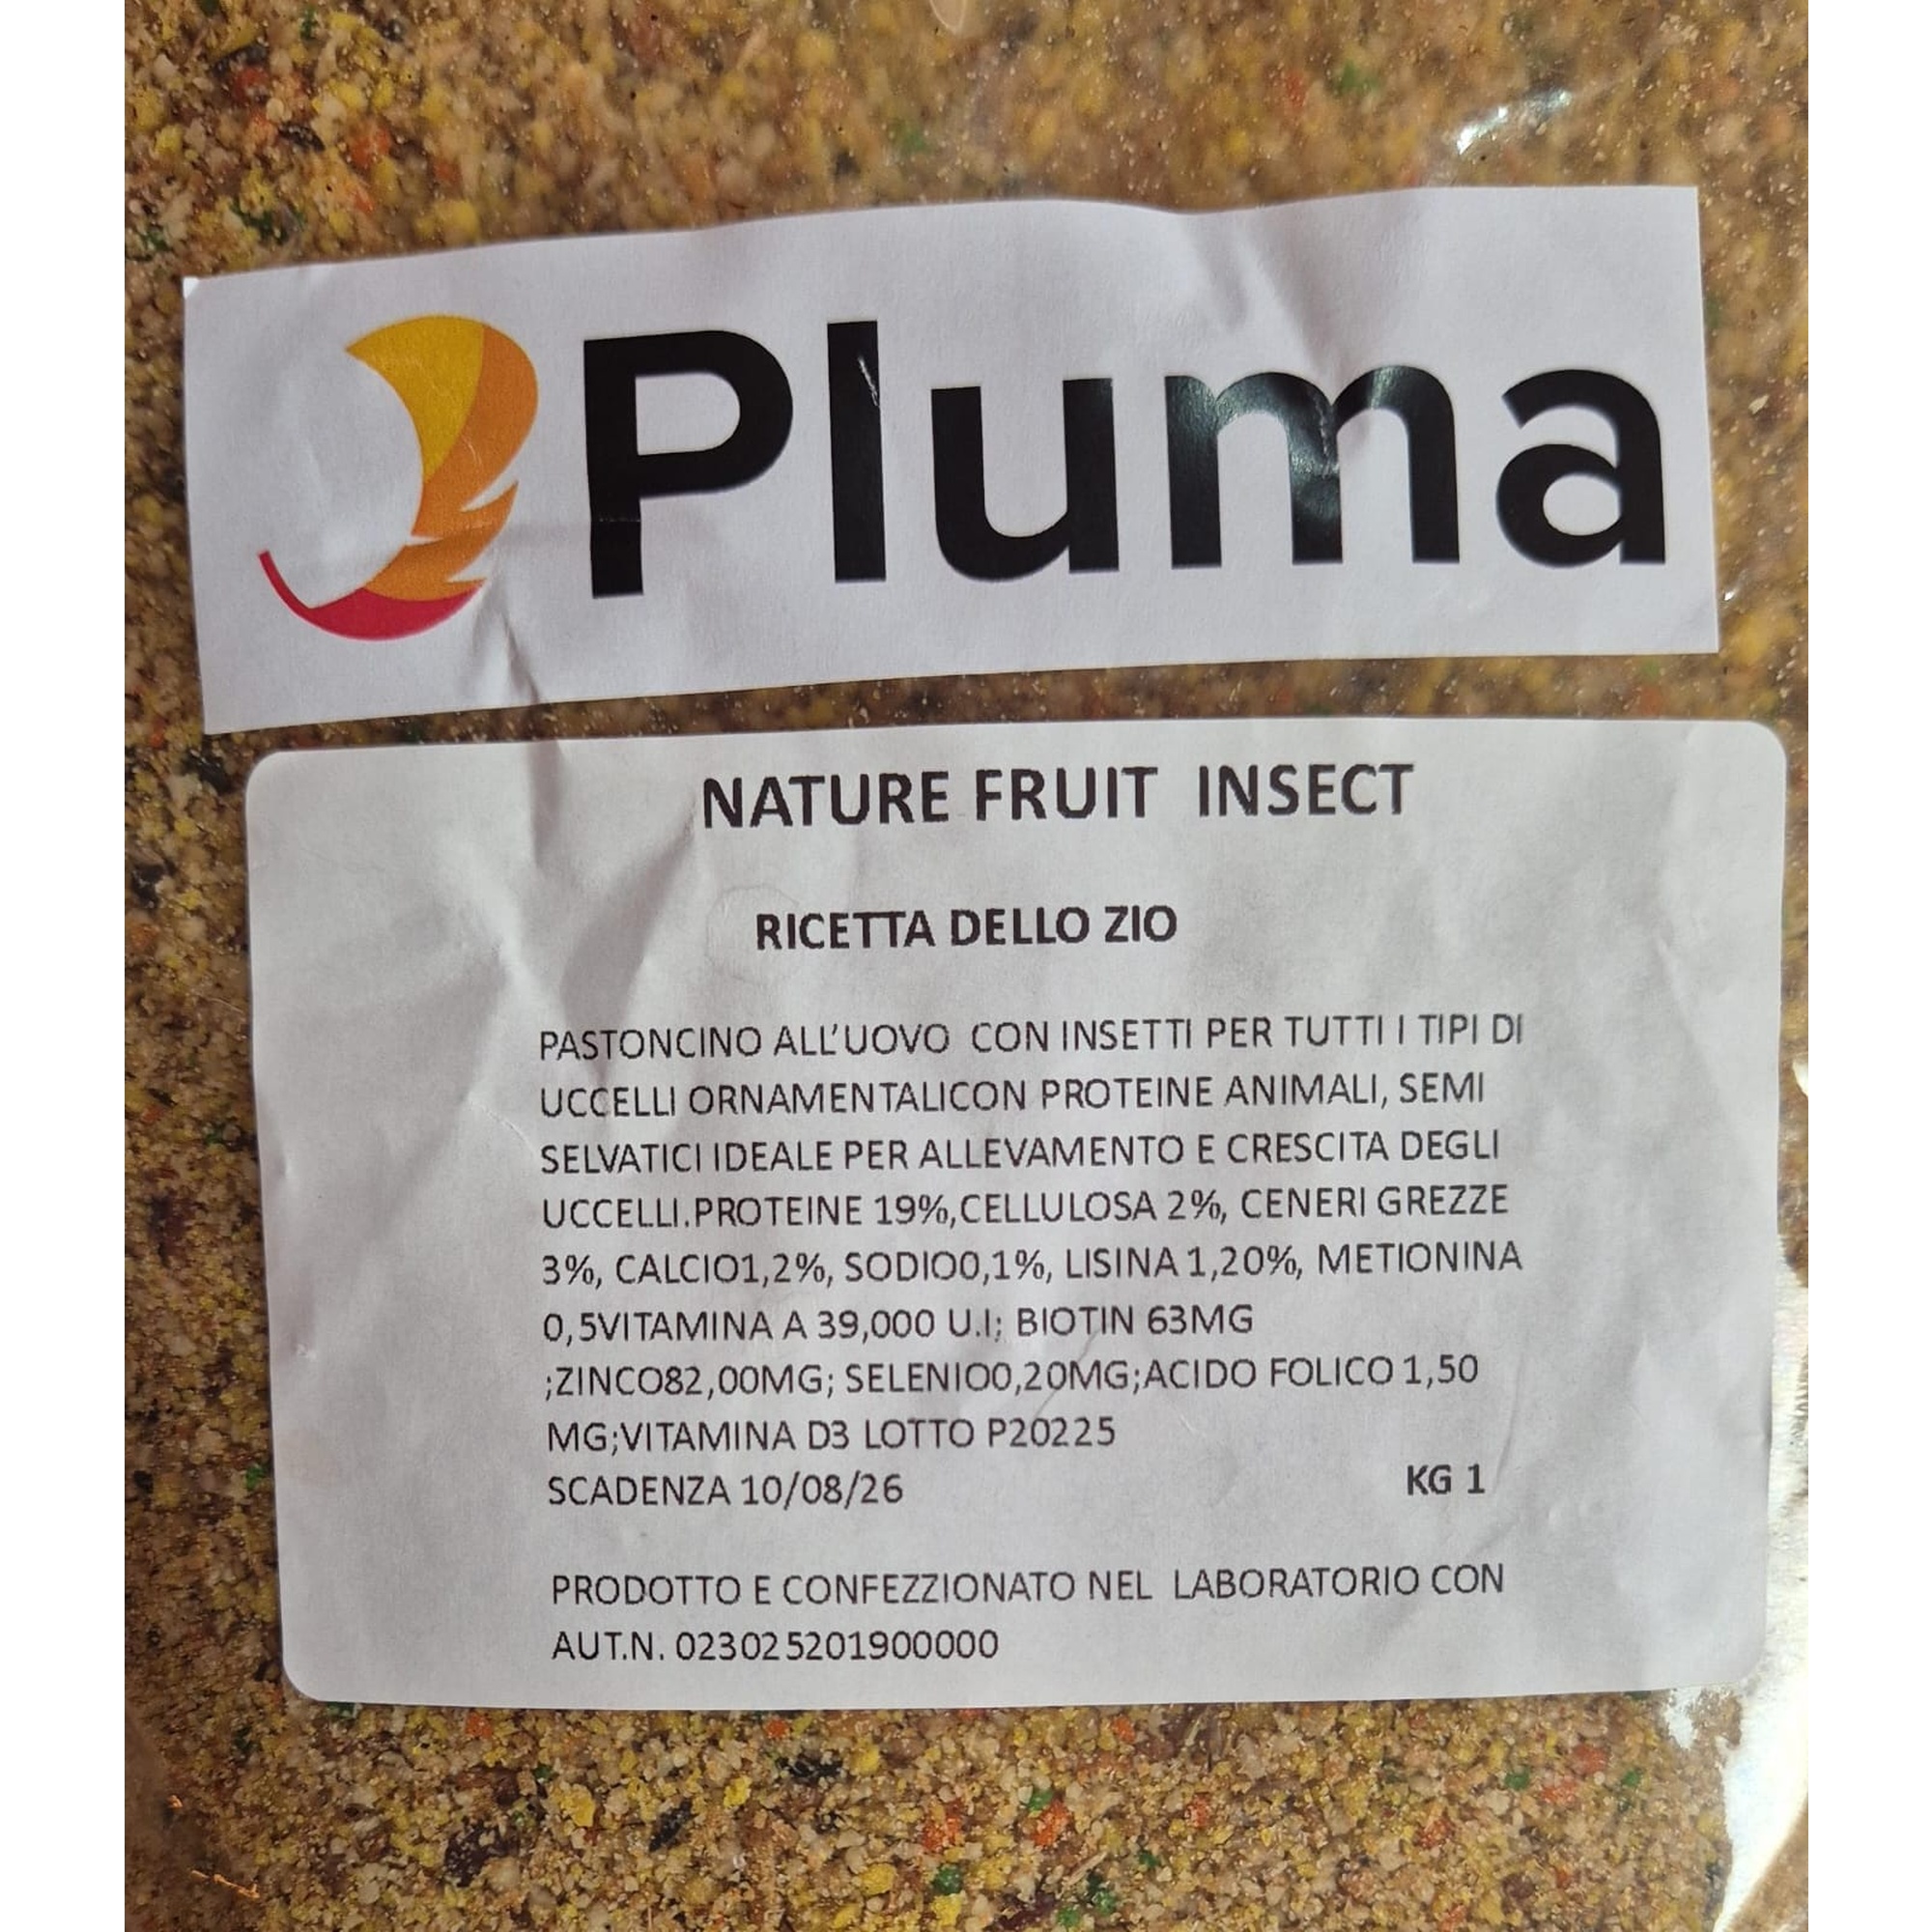 Pluma
NATURE FRUIT INSECT
RICETTA DELLO ZIO
PASTONCINO ALL'UOVO CON INSETTI PER TUTTI I TIPI DI
UCCELLI ORNAMENTALICON PROTEINE ANIMALI, SEMI
SELVATICI IDEALE PER ALLEVAMENTO E CRESCITA DEGLI
UCCELLI.PROTEINE 19%,CELLULOSA 2%, CENERI GREZZE
3%, CALCIO1,2%, SODIO0,1%, LISINA 1,20%, METIONINA
0,5VITAMINA A 39,000 U.I; BIOTIN 63MG
;ZINCO82,00MG; SELENIO0,20MG;ACIDO FOLICO 1,50
MG;VITAMINA D3 LOTTO P20225
SCADENZA 10/08/26 KG 1
PRODOTTO E CONFEZZIONATO NEL LABORATORIO CON
AUT.N. 023025201900000